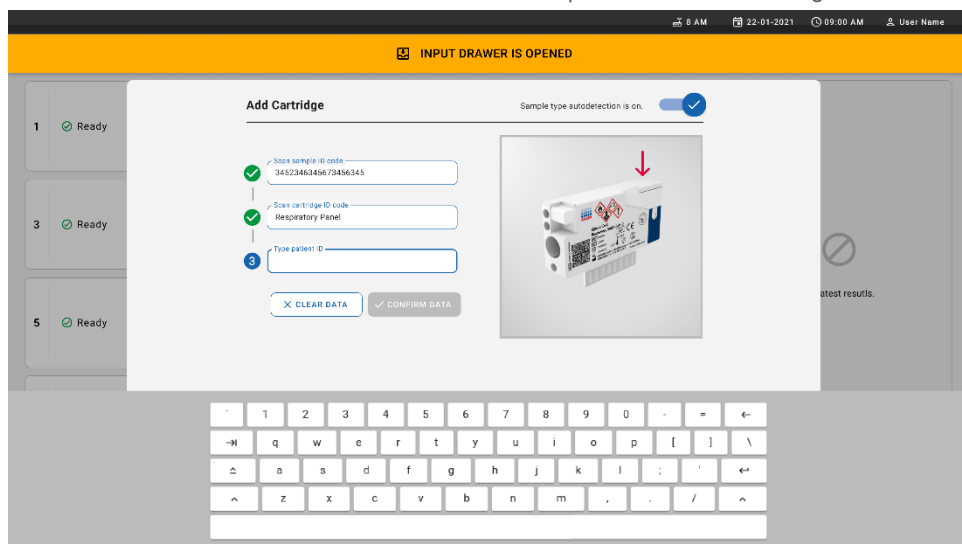 8 AM 22-01-2021 09:00 AM User Name
INPUT DRAWER IS OPENED
Add Cartridge
Sample type autodetection is on.
1 Ready
Scan sample ID code
34523463456734563​45
Scan cartridge ID code
Respiratory Panel
3 Ready
Type patient ID
3
CLEAR DATA CONFIRM DATA
atest resutls.
5 Ready
` 1 2 3 4 5 6 7 8 9 0 - =
q w e r t y u i o p [ ] \
a s d f g h j k l ; '
z x c v b n m , . /